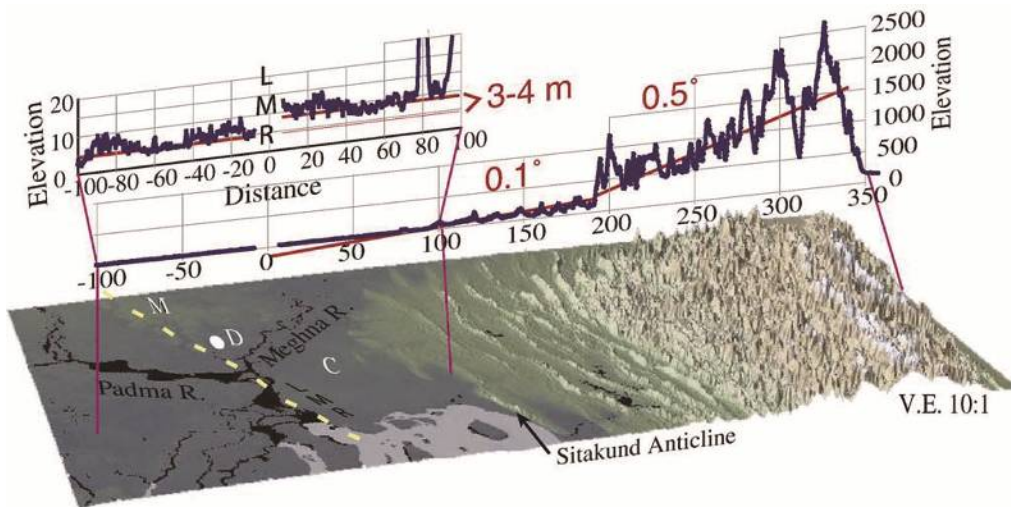 2500
2000
1500
1000
500
0
Elevation
20
10
0
Elevation
L
M
R
3-4 m
0.5°
0.1°
-100
-80
-60
-40
-20
0
20
40
60
80
100
Distance
-100
-50
0
50
100
150
200
250
300
350
M
D
Meghna R.
C
Padma R.
L
M
R
Sitakund Anticline
V.E. 10:1